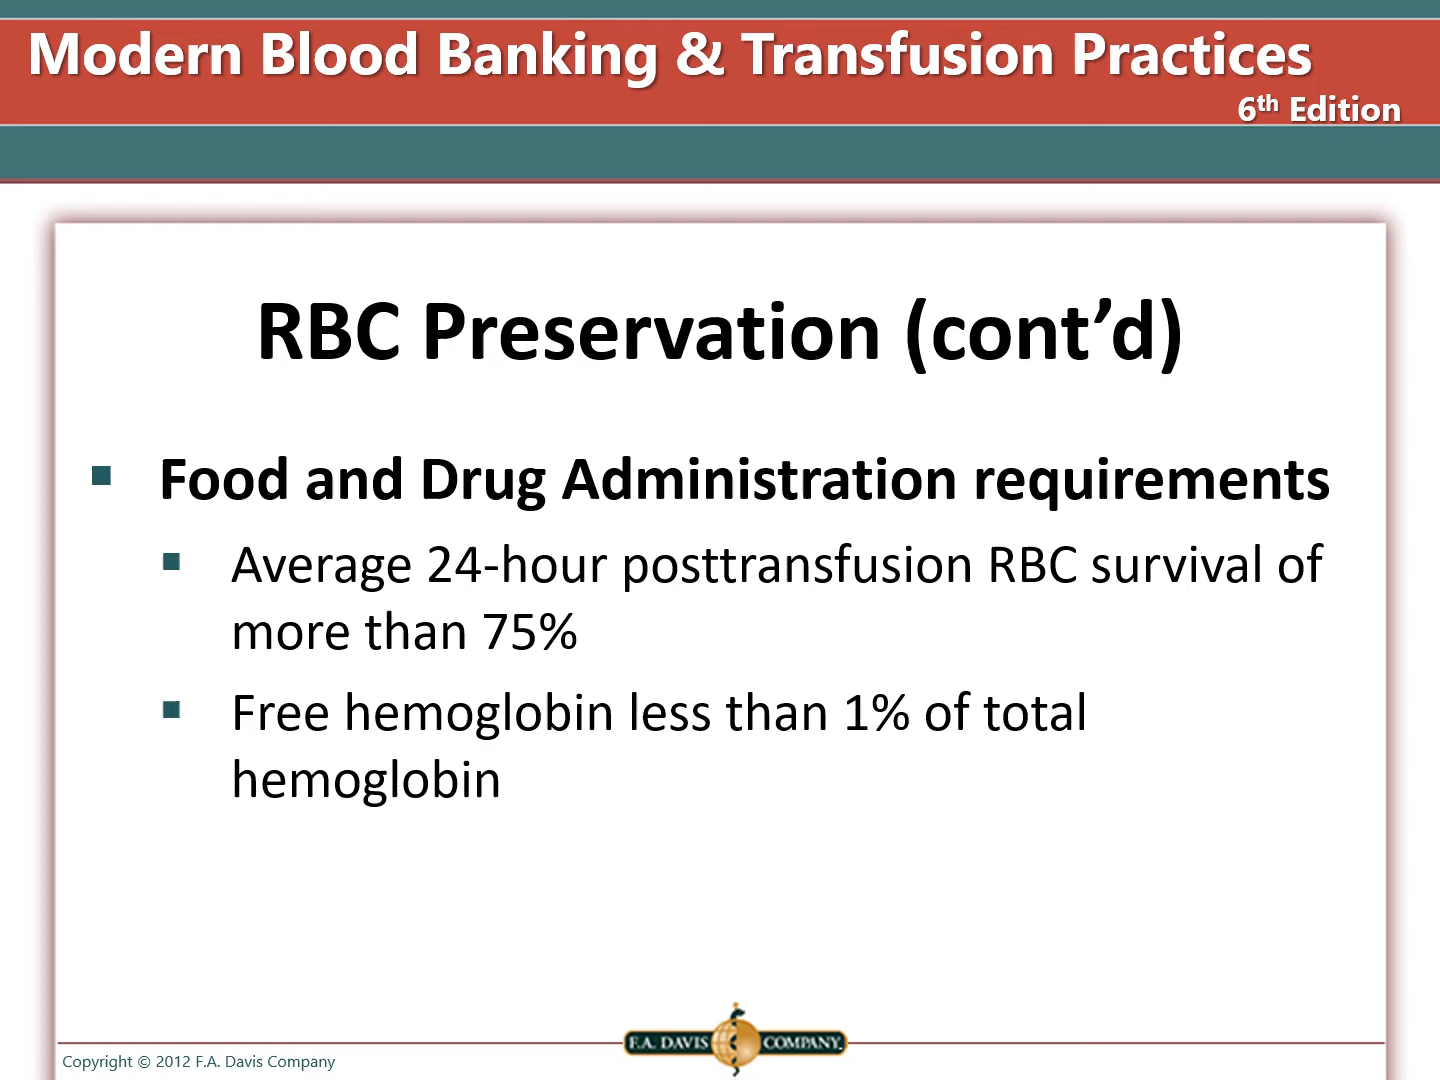 Modern Blood Banking & Transfusion Practices
6th Edition
RBC Preservation (cont’d)
Food and Drug Administration requirements
Average 24-hour posttransfusion RBC survival of
more than 75%
Free hemoglobin less than 1% of total
hemoglobin
F.A. DAVIS COMPANY
Copyright © 2012 F.A. Davis Company